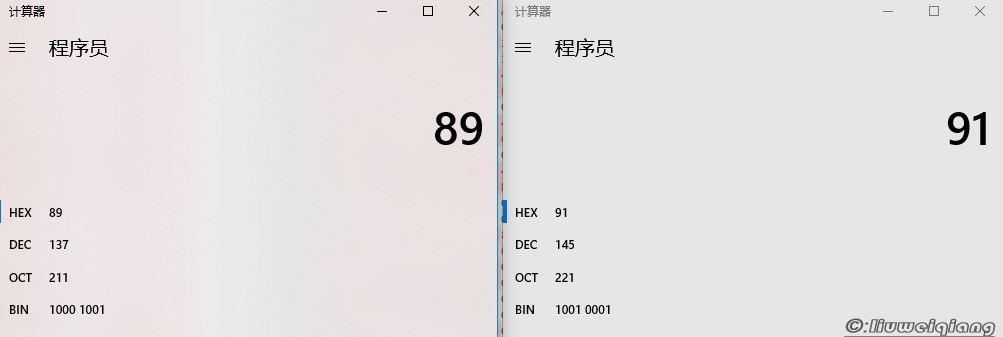 计算器
程序员
89
HEX 89
DEC 137
OCT 211
BIN 1000 1001
计算器
程序员
91
HEX 91
DEC 145
OCT 221
BIN 1001 0001
©:liuweiqiang